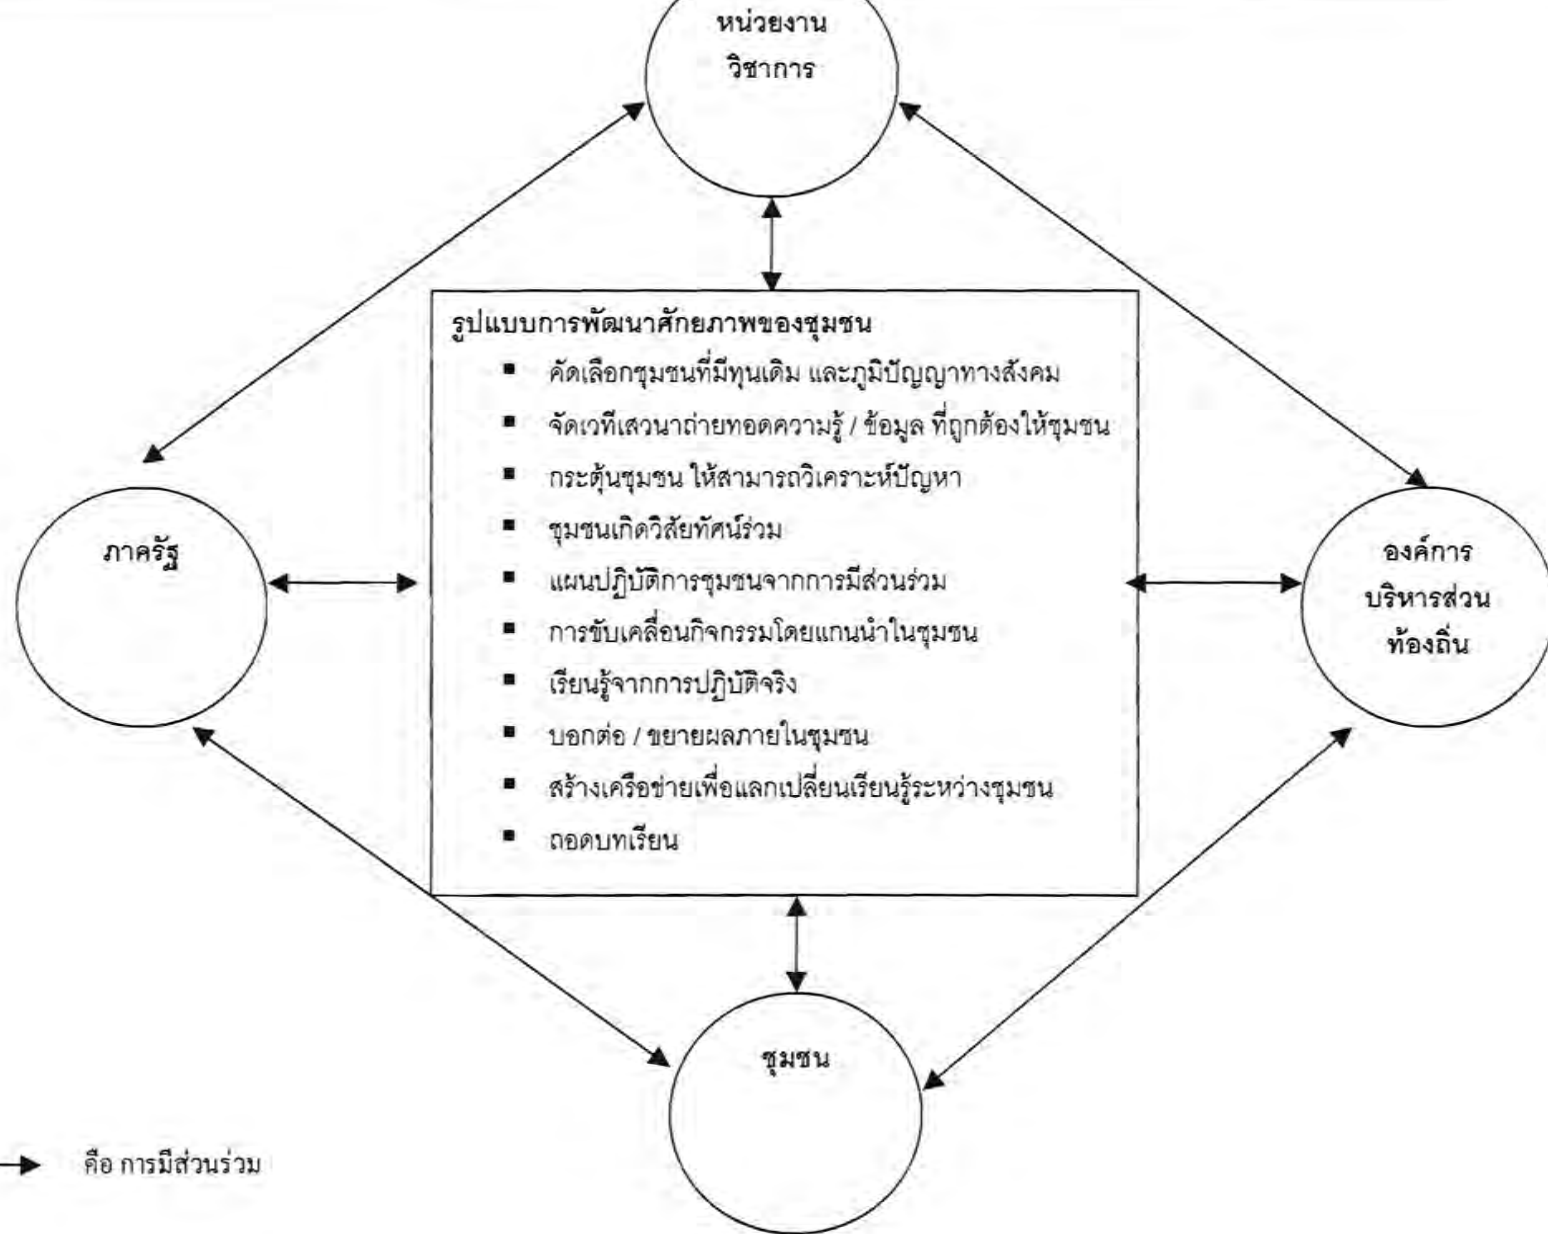 หน่วยงาน
วิชาการ
รูปแบบการพัฒนาศักยภาพของชุมชน
▪ คัดเลือกชุมชนที่มีทุนเดิม และภูมิปัญญาทางสังคม
▪ จัดเวทีเสวนาถ่ายทอดความรู้ / ข้อมูล ที่ถูกต้องให้ชุมชน
▪ กระตุ้นชุมชน ให้สามารถวิเคราะห์ปัญหา
▪ ชุมชนเกิดวิสัยทัศน์ร่วม
▪ แผนปฏิบัติการชุมชนจากการมีส่วนร่วม
▪ การขับเคลื่อนกิจกรรมโดยแกนนำในชุมชน
▪ เรียนรู้จากการปฏิบัติจริง
▪ บอกต่อ / ขยายผลภายในชุมชน
▪ สร้างเครือข่ายเพื่อแลกเปลี่ยนเรียนรู้ระหว่างชุมชน
▪ ถอดบทเรียน
ภาครัฐ
องค์การ
บริหารส่วน
ท้องถิ่น
ชุมชน
คือ การมีส่วนร่วม